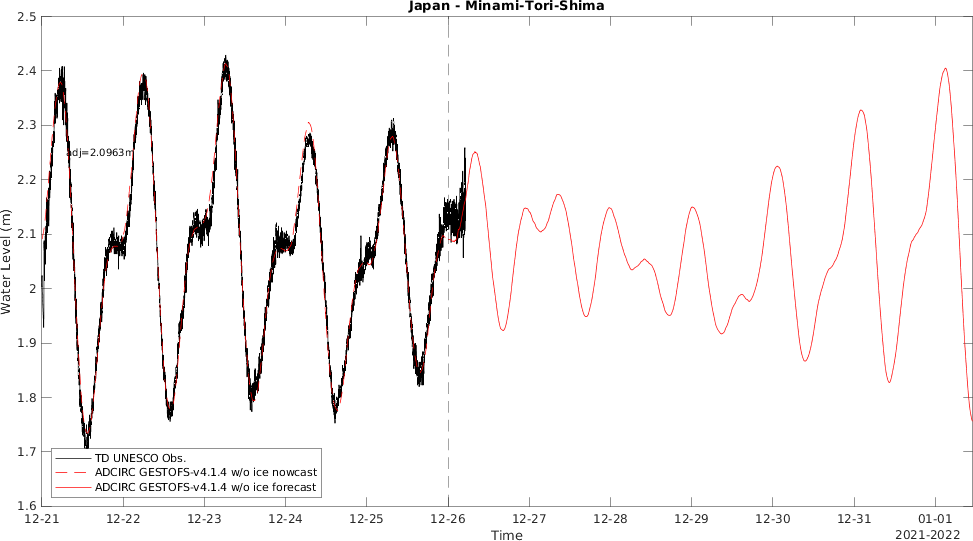 Japan - Minami-Tori-Shima
Water Level (m)
2.5
2.4
2.3
2.2
2.1
2
1.9
1.8
1.7
1.6
adj=2.0963m
TD UNESCO Obs.
ADCIRC GESTOFS-v4.1.4 w/o ice nowcast
ADCIRC GESTOFS-v4.1.4 w/o ice forecast
12-21 12-22 12-23 12-24 12-25 12-26 12-27 12-28 12-29 12-30 12-31 01-01
Time
2021-2022